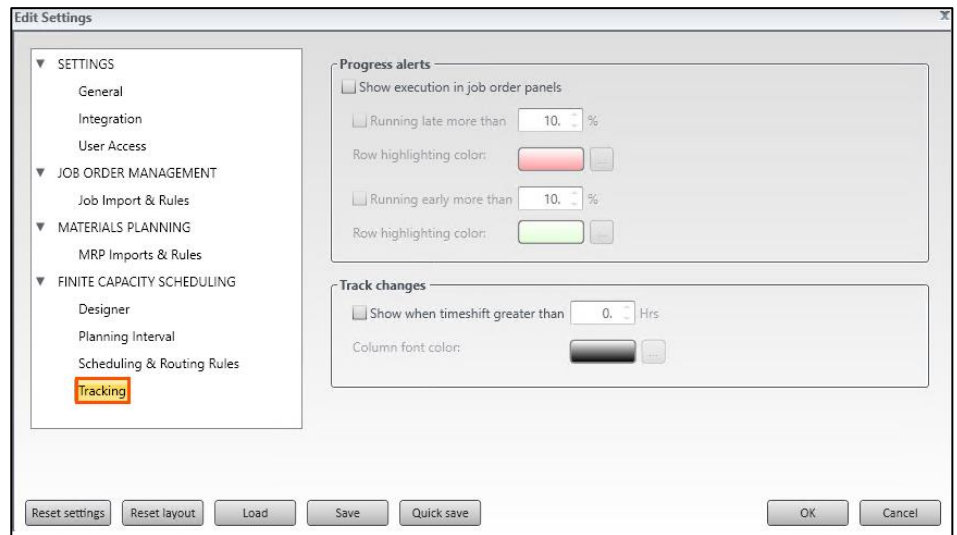 Edit Settings
SETTINGS
General
Integration
User Access
JOB ORDER MANAGEMENT
Job Import & Rules
MATERIALS PLANNING
MRP Imports & Rules
FINITE CAPACITY SCHEDULING
Designer
Planning Interval
Scheduling & Routing Rules
Tracking
Progress alerts
Show execution in job order panels
Running late more than 10. %
Row highlighting color: ...
Running early more than 10. %
Row highlighting color: ...
Track changes
Show when timeshift greater than 0. Hrs
Column font color: ...
Reset settings Reset layout Load Save Quick save OK Cancel